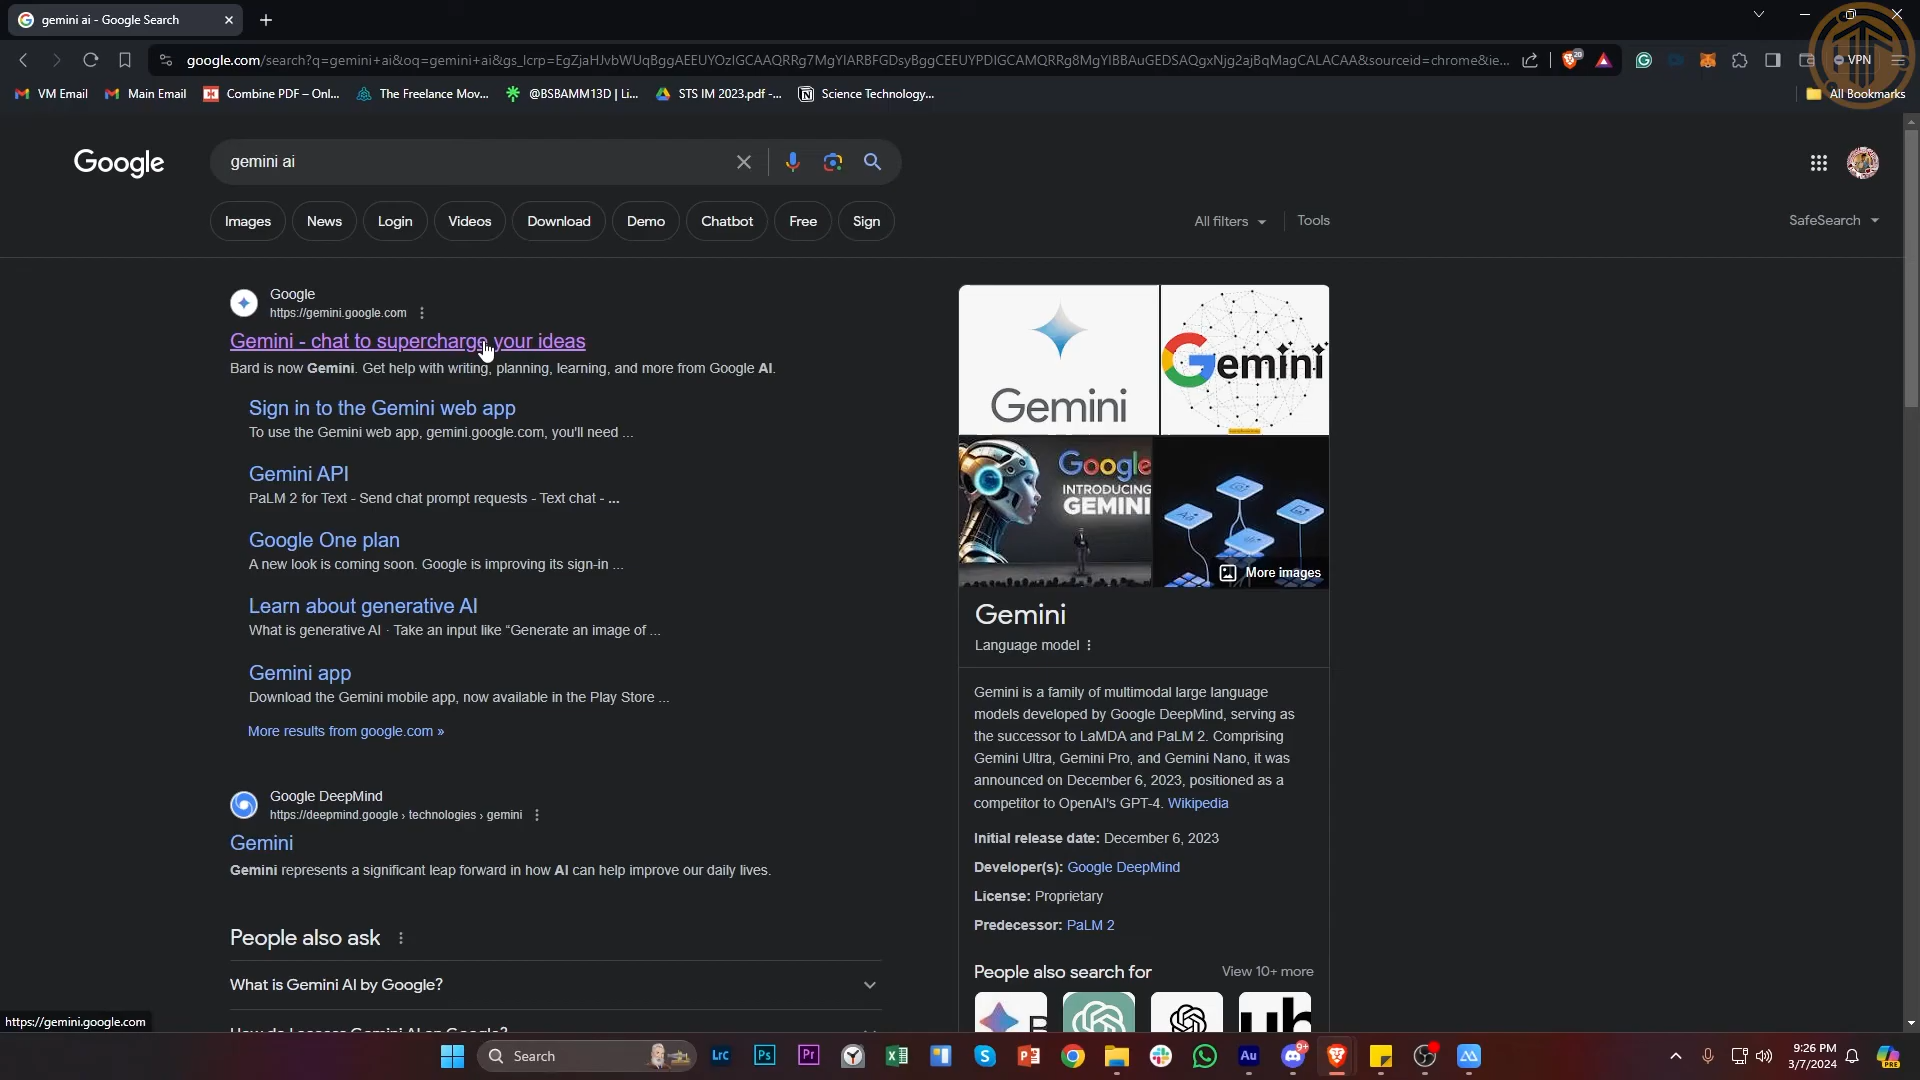 gemini ai - Google Search
google.com/search?q=gemini+ai&oq=gemini+ai&gs_lcrp=EgZjaHJvbWUqBggAEEUYOzIGCAAQRRg7MgYIARBFGDsyBggCEEUYPDIGCAMQRRg8MgYIBBAuGEDSAQgxNjg2ajBqMagCALACAA&sourceid=chrome&ie...
20
VPN
VM Email
Main Email
Combine PDF – Onl...
The Freelance Mov...
@BSBAMM13D | Li...
STS IM 2023.pdf -...
Science Technology...
All Bookmarks
Google
gemini ai
Images
News
Login
Videos
Download
Demo
Chatbot
Free
Sign
All filters
Tools
SafeSearch
Google
https://gemini.google.com
Gemini - chat to supercharge your ideas
Bard is now Gemini. Get help with writing, planning, learning, and more from Google AI.
Sign in to the Gemini web app
To use the Gemini web app, gemini.google.com, you'll need ...
Gemini API
PaLM 2 for Text - Send chat prompt requests - Text chat - ...
Google One plan
A new look is coming soon. Google is improving its sign-in ...
Learn about generative AI
What is generative AI · Take an input like “Generate an image of ...
Gemini app
Download the Gemini mobile app, now available in the Play Store ...
More results from google.com »
Google DeepMind
https://deepmind.google › technologies › gemini
Gemini
Gemini represents a significant leap forward in how AI can help improve our daily lives.
People also ask
What is Gemini AI by Google?
How do I access Gemini AI on Google?
Gemini
Gemini
Google
INTRODUCING
GEMINI
More images
Gemini
Language model
Gemini is a family of multimodal large language
models developed by Google DeepMind, serving as
the successor to LaMDA and PaLM 2. Comprising
Gemini Ultra, Gemini Pro, and Gemini Nano, it was
announced on December 6, 2023, positioned as a
competitor to OpenAI's GPT-4. Wikipedia
Initial release date: December 6, 2023
Developer(s): Google DeepMind
License: Proprietary
Predecessor: PaLM 2
People also search for
View 10+ more
https://gemini.google.com
Search
LrC
Ps
Pr
Au
9+
9:26 PM
3/7/2024
PRE